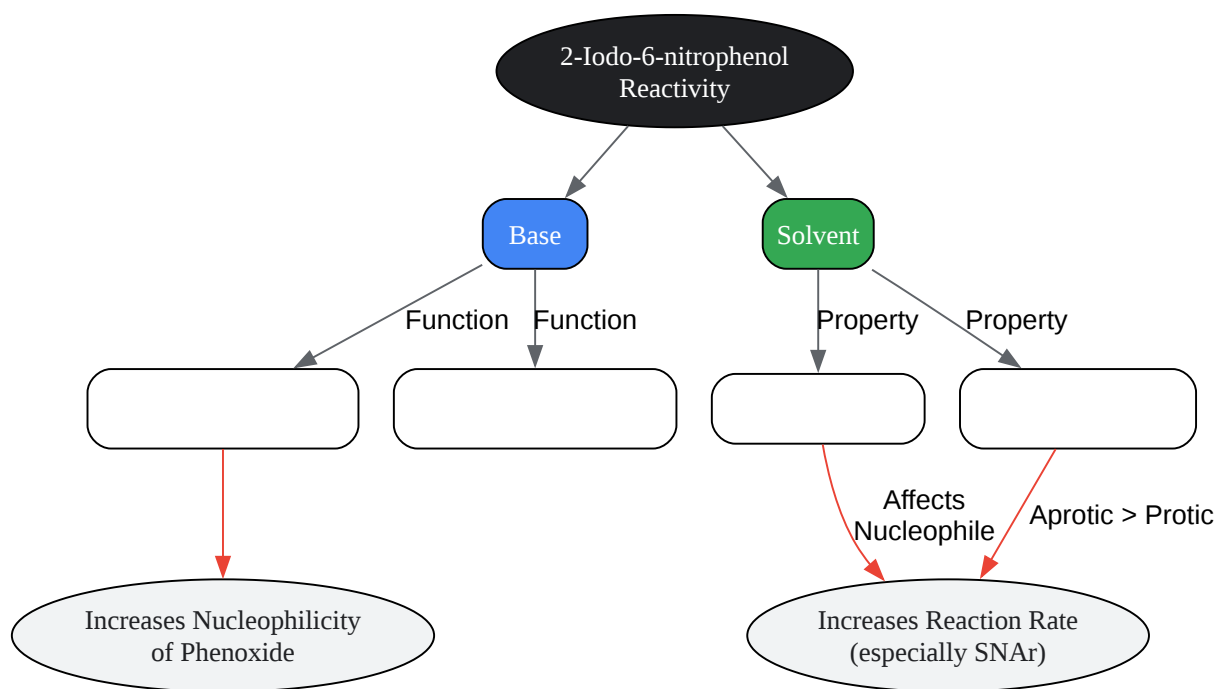 2-Iodo-6-nitrophenol
Reactivity
Base
Solvent
Function
Function
Property
Property
Affects
Nucleophile
Aprotic > Protic
Increases Nucleophilicity
of Phenoxide
Increases Reaction Rate
(especially SNAr)